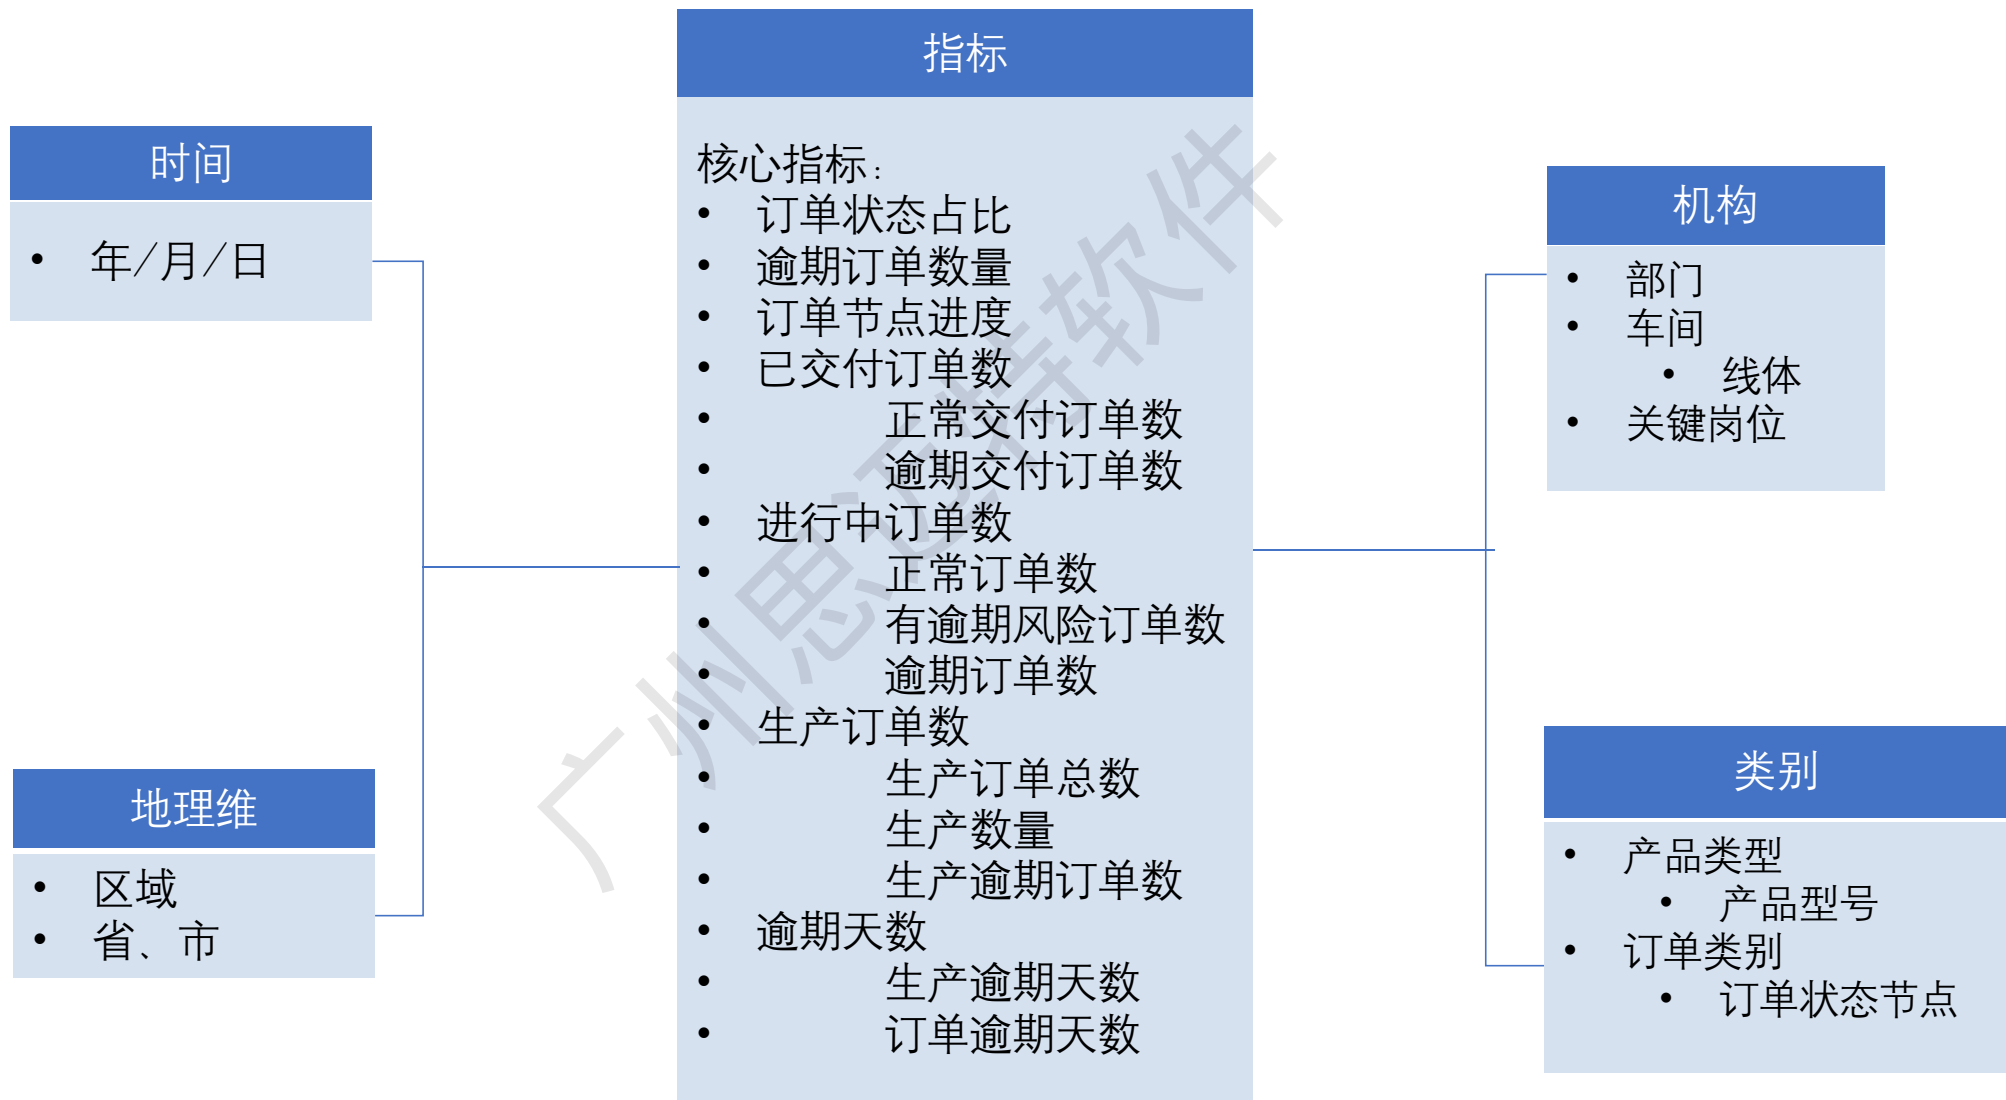 时间
• 年/月/日
地理维
• 区域
• 省、市
指标
核心指标：
• 订单状态占比
• 逾期订单数量
• 订单节点进度
• 已交付订单数
• 正常交付订单数
• 逾期交付订单数
• 进行中订单数
• 正常订单数
• 有逾期风险订单数
• 逾期订单数
• 生产订单数
• 生产订单总数
• 生产数量
• 生产逾期订单数
• 逾期天数
• 生产逾期天数
• 订单逾期天数
机构
• 部门
• 车间
• 线体
• 关键岗位
类别
• 产品类型
• 产品型号
• 订单类别
• 订单状态节点
广州思迈特软件